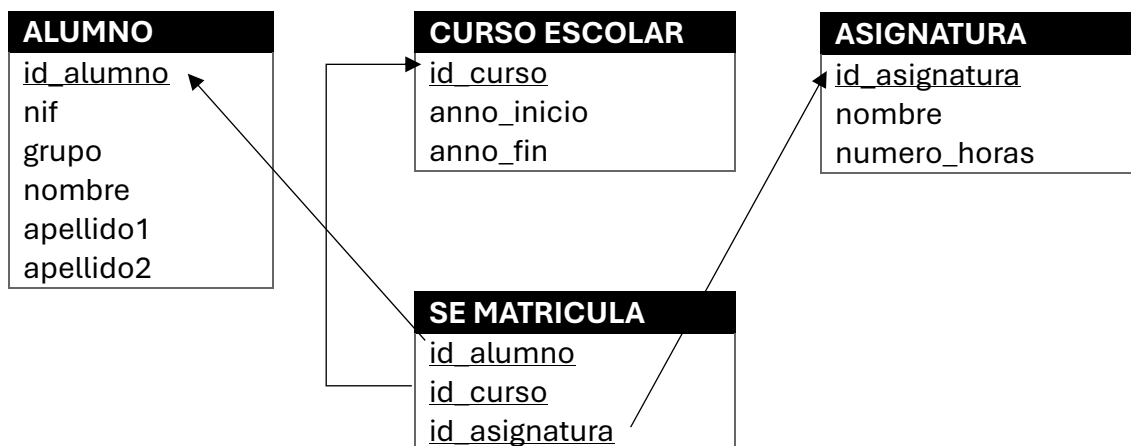 ALUMNO
id_alumno
nif
grupo
nombre
apellido1
apellido2
CURSO ESCOLAR
id_curso
anno_inicio
anno_fin
ASIGNATURA
id_asignatura
nombre
numero_horas
SE MATRICULA
id_alumno
id_curso
id_asignatura